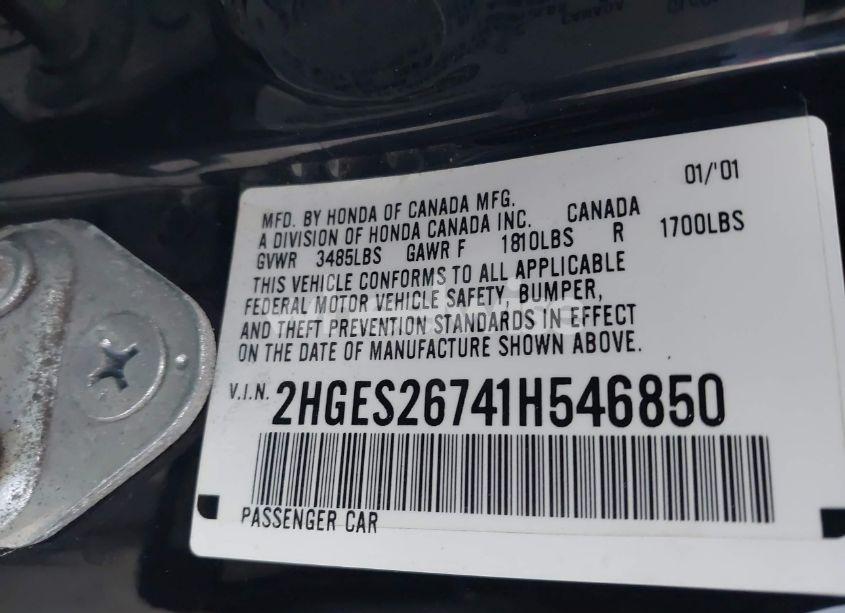 01/'01
MFD. BY HONDA OF CANADA MFG.
A DIVISION OF HONDA CANADA INC. CANADA
GVWR 3485LBS GAWR F 1810LBS R 1700LBS
THIS VEHICLE CONFORMS TO ALL APPLICABLE
FEDERAL MOTOR VEHICLE SAFETY, BUMPER,
AND THEFT PREVENTION STANDARDS IN EFFECT
ON THE DATE OF MANUFACTURE SHOWN ABOVE.
V.I.N. 2HGES26741H546850
PASSENGER CAR